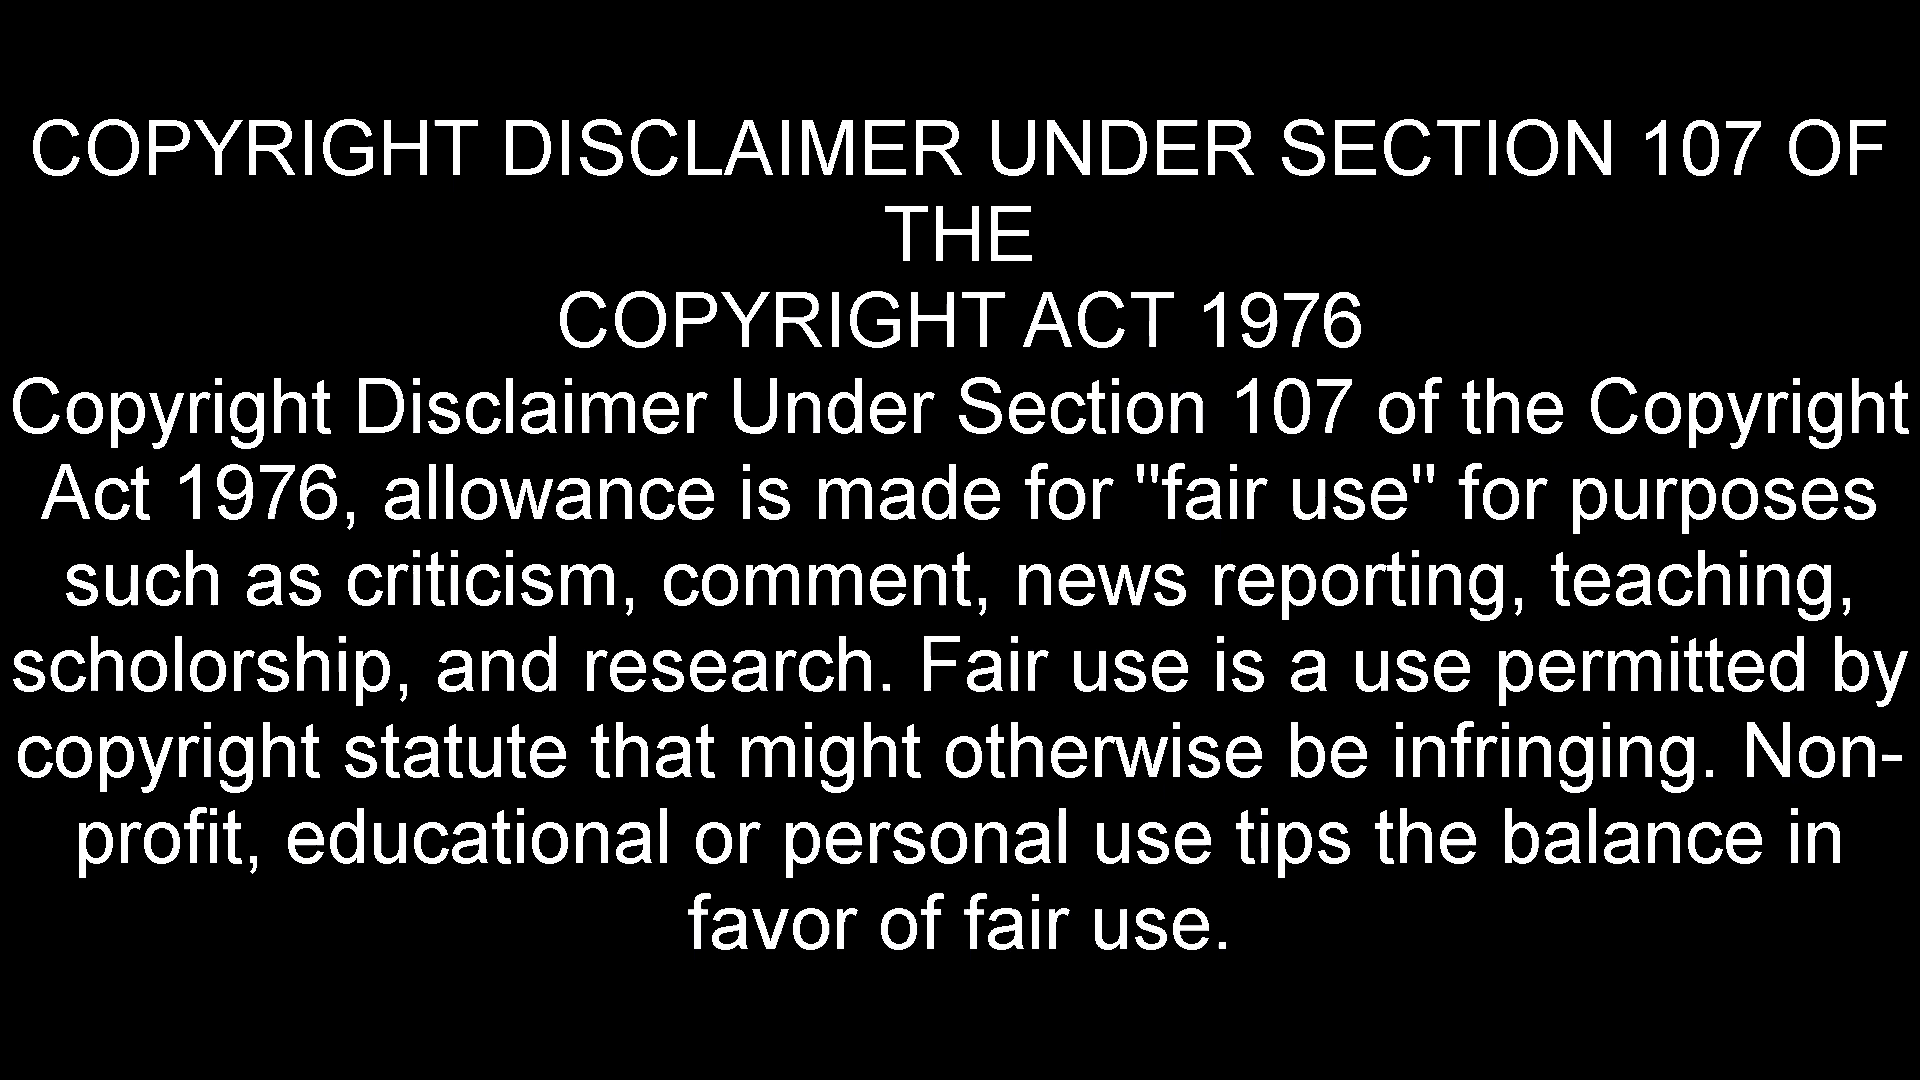 COPYRIGHT DISCLAIMER UNDER SECTION 107 OF
THE
COPYRIGHT ACT 1976
Copyright Disclaimer Under Section 107 of the Copyright
Act 1976, allowance is made for "fair use" for purposes
such as criticism, comment, news reporting, teaching,
scholorship, and research. Fair use is a use permitted by
copyright statute that might otherwise be infringing. Non-
profit, educational or personal use tips the balance in
favor of fair use.